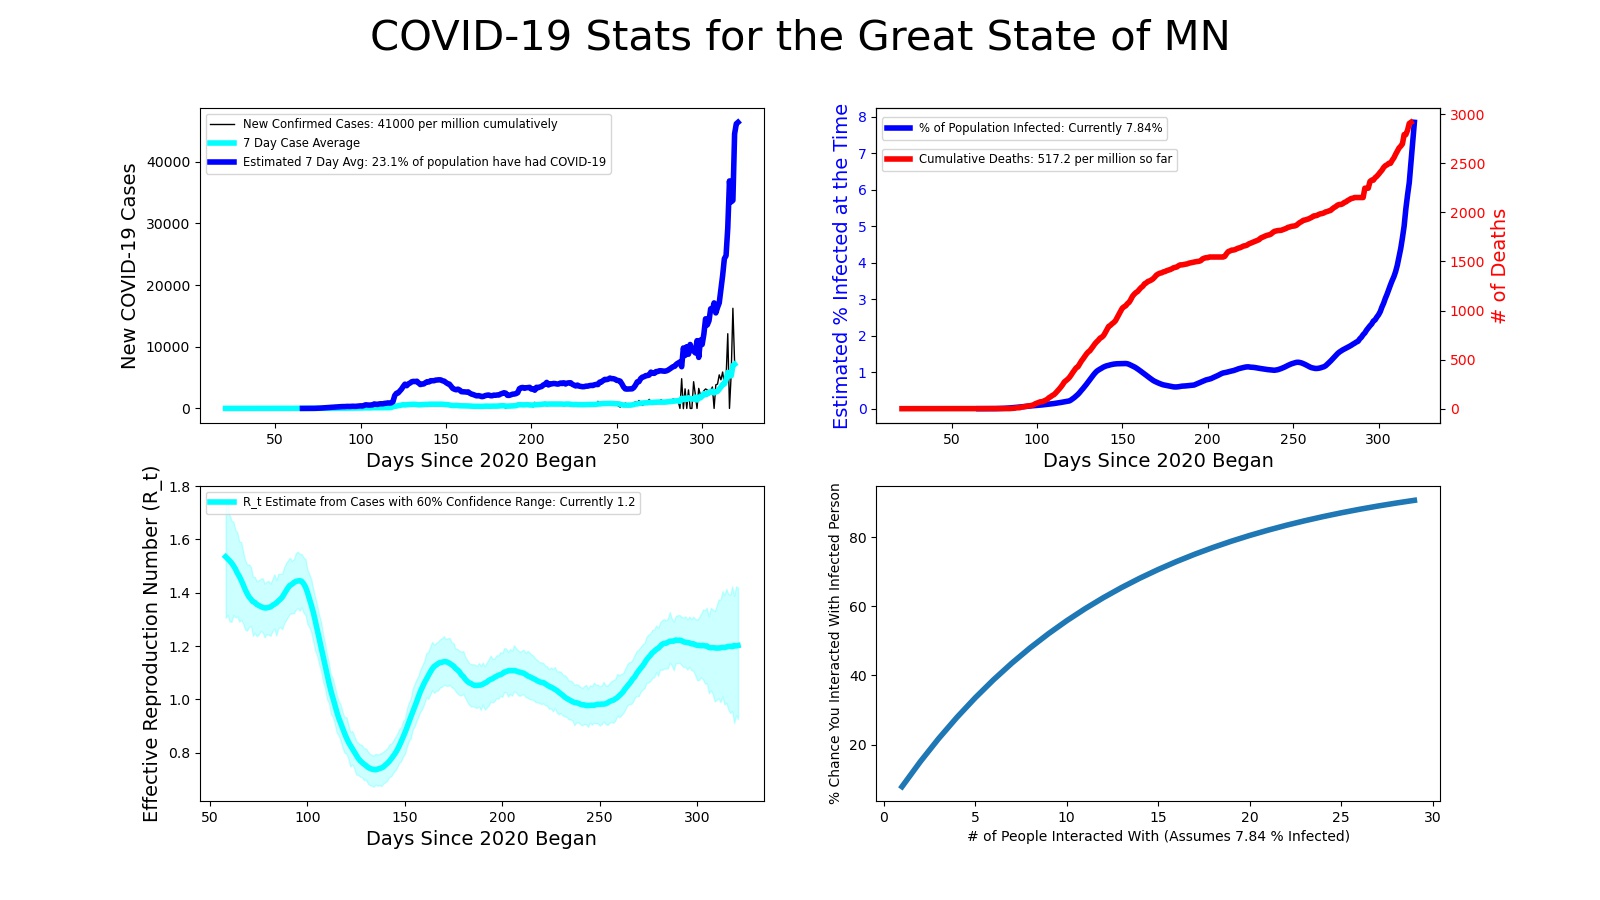 COVID-19 Stats for the Great State of MN
New COVID-19 Cases
40000
30000
20000
10000
0
New Confirmed Cases: 41000 per million cumulatively
7 Day Case Average
Estimated 7 Day Avg: 23.1% of population have had COVID-19
50 100 150 200 250 300
Days Since 2020 Began
Estimated % Infected at the Time
8
7
6
5
4
3
2
1
0
% of Population Infected: Currently 7.84%
Cumulative Deaths: 517.2 per million so far
3000
2500
2000
1500
1000
500
0
# of Deaths
50 100 150 200 250 300
Days Since 2020 Began
Effective Reproduction Number (R_t)
1.8
1.6
1.4
1.2
1.0
0.8
R_t Estimate from Cases with 60% Confidence Range: Currently 1.2
50 100 150 200 250 300
Days Since 2020 Began
% Chance You Interacted With Infected Person
80
60
40
20
0 5 10 15 20 25 30
# of People Interacted With (Assumes 7.84 % Infected)